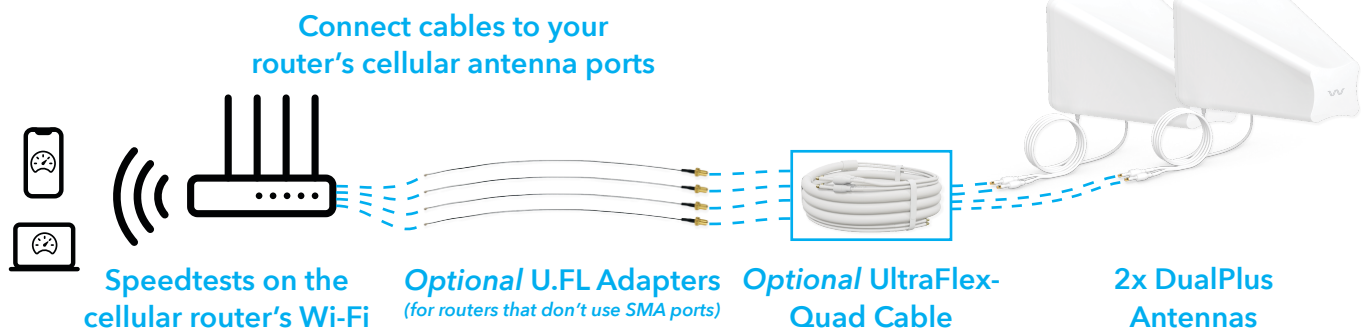 Connect cables to your
router's cellular antenna ports
Speedtests on the
cellular router's Wi-Fi
Optional U.FL Adapters
(for routers that don't use SMA ports)
Optional UltraFlex-
Quad Cable
2x DualPlus
Antennas